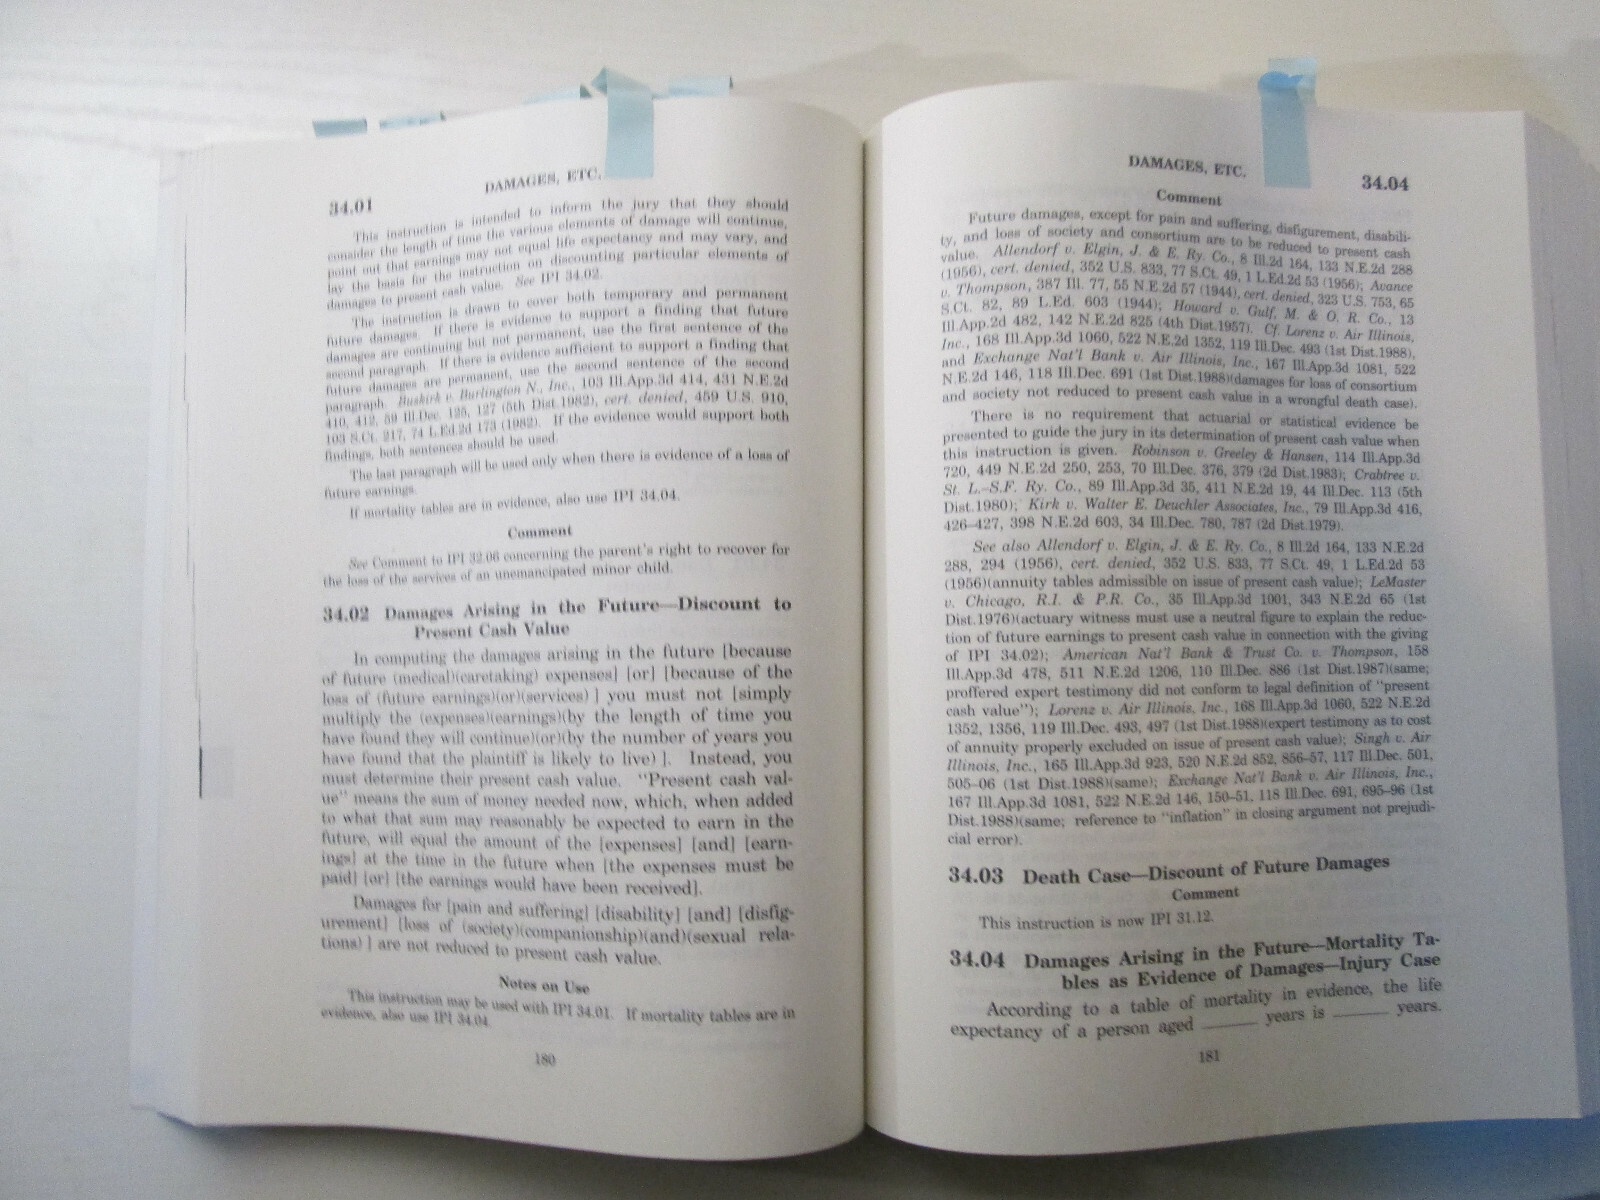 34.01
DAMAGES, ETC.
This instruction is intended to inform the jury that they should
consider the length of time the various elements of damage will continue,
point out that earnings may not equal life expectancy and may vary, and
lay the basis for the instruction on discounting particular elements of
damages to present cash value. See IPI 34.02.
The instruction is drawn to cover both temporary and permanent
future damages. If there is evidence to support a finding that future
damages are continuing but not permanent, use the first sentence of the
second paragraph. If there is evidence sufficient to support a finding that
future damages are permanent, use the second sentence of the second
paragraph. Buskirk v. Burlington N., Inc., 103 Ill.App.3d 414, 431 N.E.2d
410, 412, 59 Ill.Dec. 125, 127 (5th Dist.1982), cert. denied, 459 U.S. 910,
103 S.Ct. 217, 74 L.Ed.2d 173 (1982). If the evidence would support both
findings, both sentences should be used.
The last paragraph will be used only when there is evidence of a loss of
future earnings.
If mortality tables are in evidence, also use IPI 34.04.
Comment
See Comment to IPI 32.06 concerning the parent's right to recover for
the loss of the services of an unemancipated minor child.
34.02 Damages Arising in the Future—Discount to
Present Cash Value
In computing the damages arising in the future [because
of future (medical)(caretaking) expenses] [or] [because of the
loss of (future earnings)(or)(services) ] you must not [simply
multiply the (expenses)(earnings)(by the length of time you
have found they will continue)(or)(by the number of years you
have found that the plaintiff is likely to live) ]. Instead, you
must determine their present cash value. "Present cash val-
ue" means the sum of money needed now, which, when added
to what that sum may reasonably be expected to earn in the
future, will equal the amount of the [expenses] [and] [earn-
ings] at the time in the future when [the expenses must be
paid] [or] [the earnings would have been received].
Damages for [pain and suffering] [disability] [and] [disfig-
urement] [loss of (society)(companionship)(and)(sexual rela-
tions) ] are not reduced to present cash value.
Notes on Use
This instruction may be used with IPI 34.01. If mortality tables are in
evidence, also use IPI 34.04.
180
DAMAGES, ETC.
34.04
Comment
Future damages, except for pain and suffering, disfigurement, disabili-
ty, and loss of society and consortium are to be reduced to present cash
value. Allendorf v. Elgin, J. & E. Ry. Co., 8 Ill.2d 164, 133 N.E.2d 288
(1956), cert. denied, 352 U.S. 833, 77 S.Ct. 49, 1 L.Ed.2d 53 (1956); Avance
v. Thompson, 387 Ill. 77, 55 N.E.2d 57 (1944), cert. denied, 323 U.S. 753, 65
S.Ct. 82, 89 L.Ed. 603 (1944); Howard v. Gulf, M. & O. R. Co., 13
Ill.App.2d 482, 142 N.E.2d 825 (4th Dist.1957). Cf. Lorenz v. Air Illinois,
Inc., 168 Ill.App.3d 1060, 522 N.E.2d 1352, 119 Ill.Dec. 493 (1st Dist.1988),
and Exchange Nat'l Bank v. Air Illinois, Inc., 167 Ill.App.3d 1081, 522
N.E.2d 146, 118 Ill.Dec. 691 (1st Dist.1988)(damages for loss of consortium
and society not reduced to present cash value in a wrongful death case).
There is no requirement that actuarial or statistical evidence be
presented to guide the jury in its determination of present cash value when
this instruction is given. Robinson v. Greeley & Hansen, 114 Ill.App.3d
720, 449 N.E.2d 250, 253, 70 Ill.Dec. 376, 379 (2d Dist.1983); Crabtree v.
St. L.-S.F. Ry. Co., 89 Ill.App.3d 35, 411 N.E.2d 19, 44 Ill.Dec. 113 (5th
Dist.1980); Kirk v. Walter E. Deuchler Associates, Inc., 79 Ill.App.3d 416,
426–427, 398 N.E.2d 603, 34 Ill.Dec. 780, 787 (2d Dist.1979).
See also Allendorf v. Elgin, J. & E. Ry. Co., 8 Ill.2d 164, 133 N.E.2d
288, 294 (1956), cert. denied, 352 U.S. 833, 77 S.Ct. 49, 1 L.Ed.2d 53
(1956)(annuity tables admissible on issue of present cash value); LeMaster
v. Chicago, R.I. & P.R. Co., 35 Ill.App.3d 1001, 343 N.E.2d 65 (1st
Dist.1976)(actuary witness must use a neutral figure to explain the reduc-
tion of future earnings to present cash value in connection with the giving
of IPI 34.02); American Nat'l Bank & Trust Co. v. Thompson, 158
Ill.App.3d 478, 511 N.E.2d 1206, 110 Ill.Dec. 886 (1st Dist.1987)(same;
proffered expert testimony did not conform to legal definition of "present
cash value"); Lorenz v. Air Illinois, Inc., 168 Ill.App.3d 1060, 522 N.E.2d
1352, 1356, 119 Ill.Dec. 493, 497 (1st Dist.1988)(expert testimony as to cost
of annuity properly excluded on issue of present cash value); Singh v. Air
Illinois, Inc., 165 Ill.App.3d 923, 520 N.E.2d 852, 856–57, 117 Ill.Dec. 501,
505–06 (1st Dist.1988)(same); Exchange Nat'l Bank v. Air Illinois, Inc.,
167 Ill.App.3d 1081, 522 N.E.2d 146, 150–51, 118 Ill.Dec. 691, 695–96 (1st
Dist.1988)(same; reference to "inflation" in closing argument not prejudi-
cial error).
34.03 Death Case—Discount of Future Damages
Comment
This instruction is now IPI 31.12.
34.04 Damages Arising in the Future—Mortality Ta-
bles as Evidence of Damages—Injury Case
According to a table of mortality in evidence, the life
expectancy of a person aged ______ years is ______ years.
181